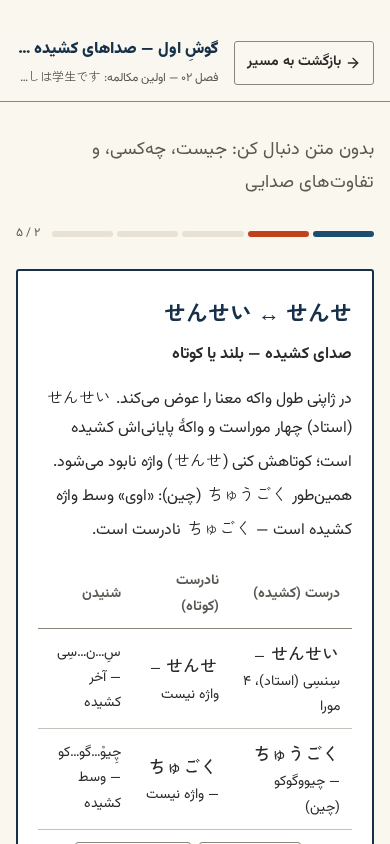 گوشِ اول — صداهای کشیده …
فصل ۰۲ — اولین مکالمه: しは学生です…
→ بازگشت به مسیر
بدون متن دنبال کن: جیست، چه‌کسی، و
تفاوت‌های صدایی
۵ / ۲
せんせい ↔ せんせ
صدای کشیده — بلند یا کوتاه
در ژاپنی طول واکه معنا را عوض می‌کند. せんせい
(استاد) چهار موراست و واکهٔ پایانی‌اش کشیده
است؛ کوتاهش کنی (せんせ) واژه نابود می‌شود.
همین‌طور ちゅうごく (چین): «اوی» وسط واژه
کشیده است — ちゅごく نادرست است.
درست (کشیده)
نادرست
(کوتاه)
شنیدن
せんせい –
سِنسِی (استاد)، ۴
مورا
せんせ –
واژه نیست
سِ…ن…سِی
— آخر
کشیده
ちゅうごく
— چیووگوکو
(چین)
ちゅごく
— واژه نیست
چِیوْ…گو…کو
— وسط
کشیده